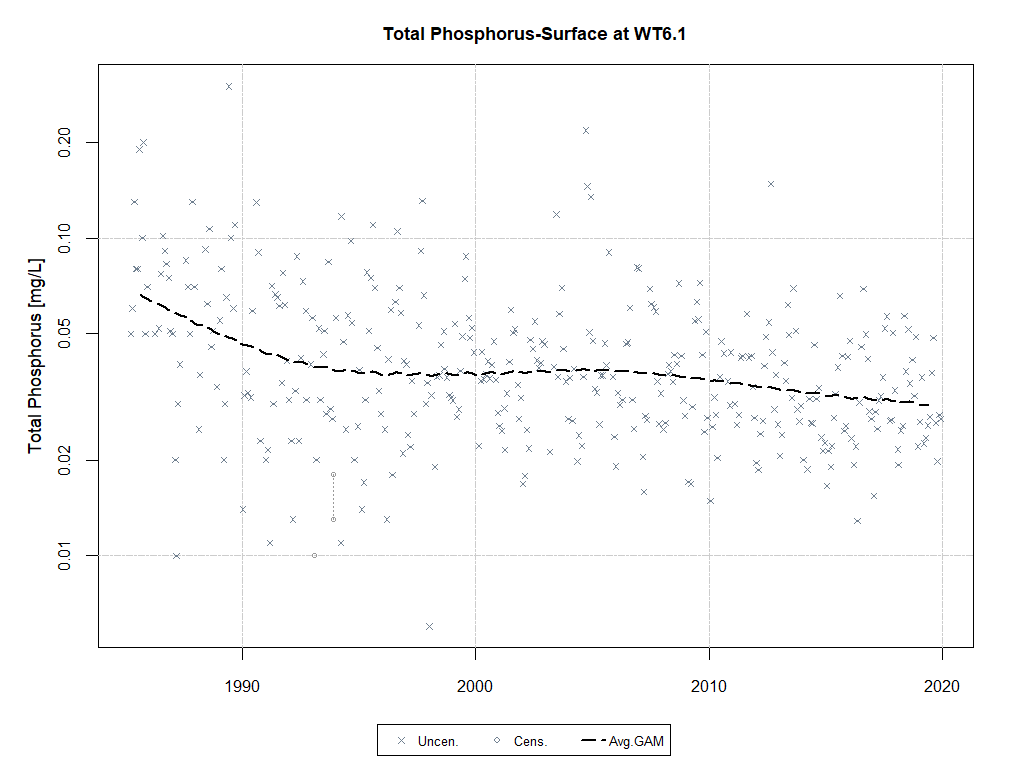 Total Phosphorus-Surface at WT6.1
Total Phosphorus [mg/L]
0.20
0.10
0.05
0.02
0.01
1990 2000 2010 2020
Uncen. Cens. Avg.GAM